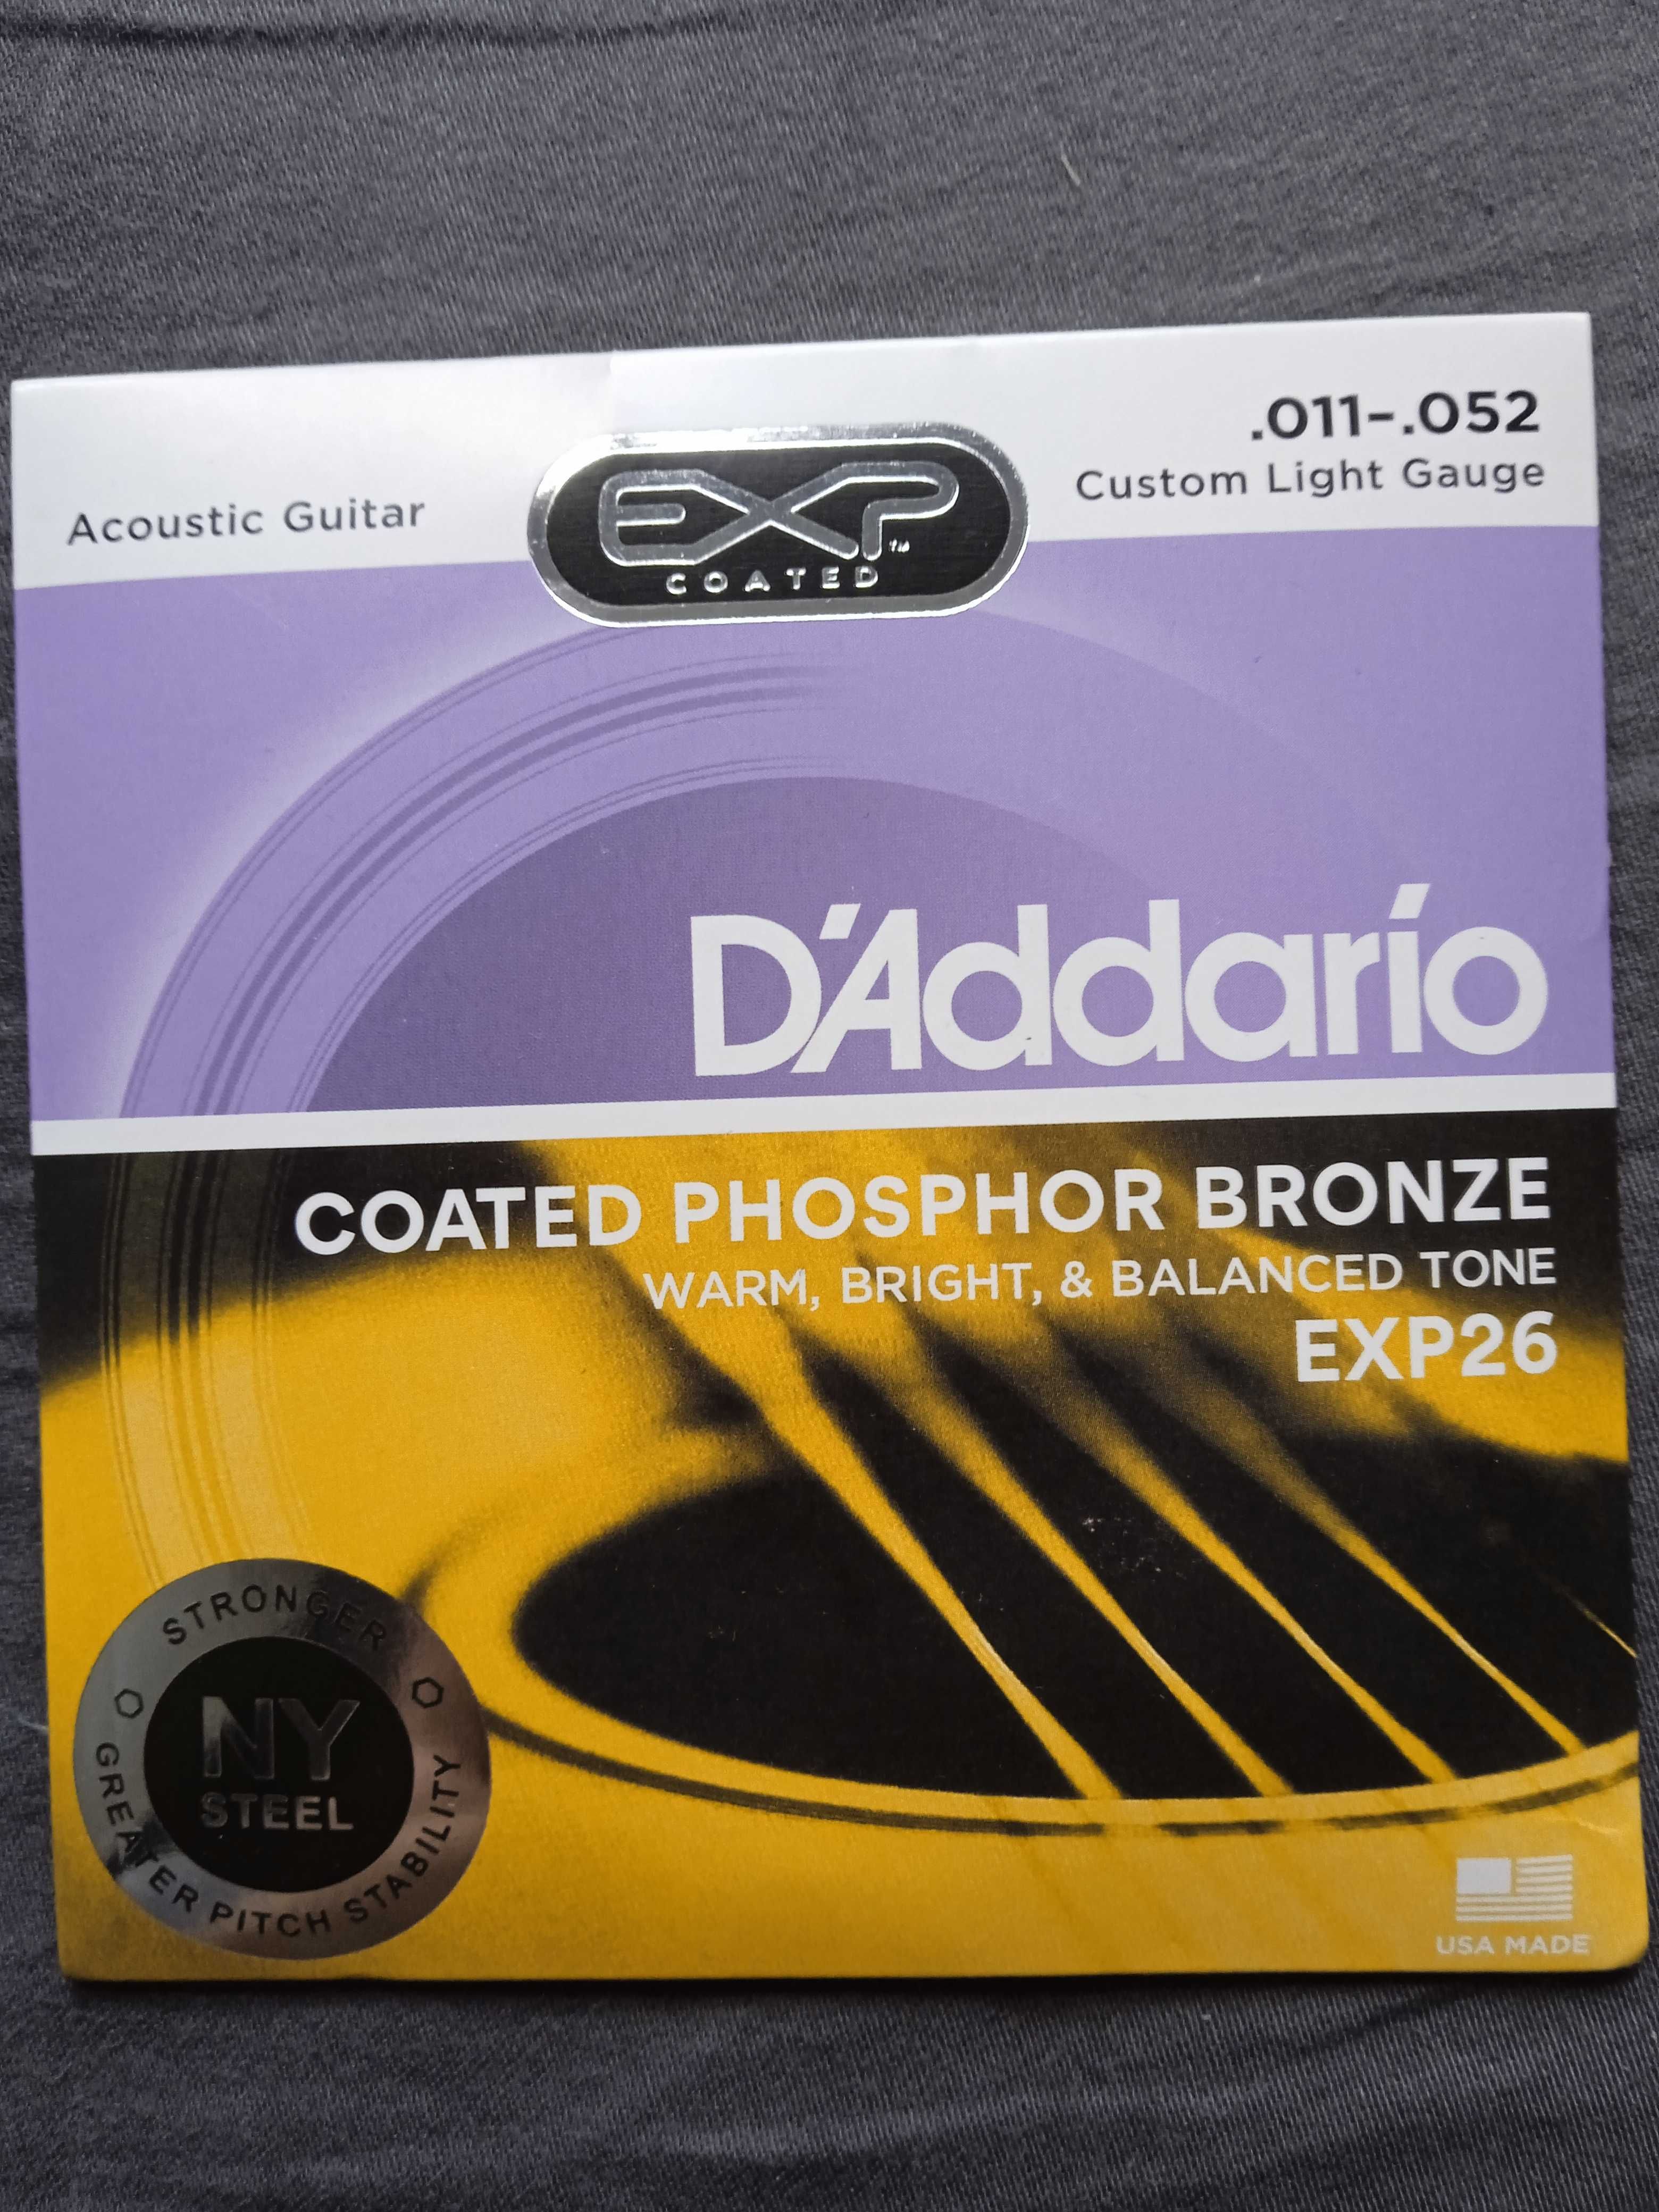 .011–.052
Custom Light Gauge
Acoustic Guitar
EXP™
COATED
D'Addario
COATED PHOSPHOR BRONZE
WARM, BRIGHT, & BALANCED TONE
EXP26
STRONGER
NY
STEEL
GREATER PITCH STABILITY
USA MADE